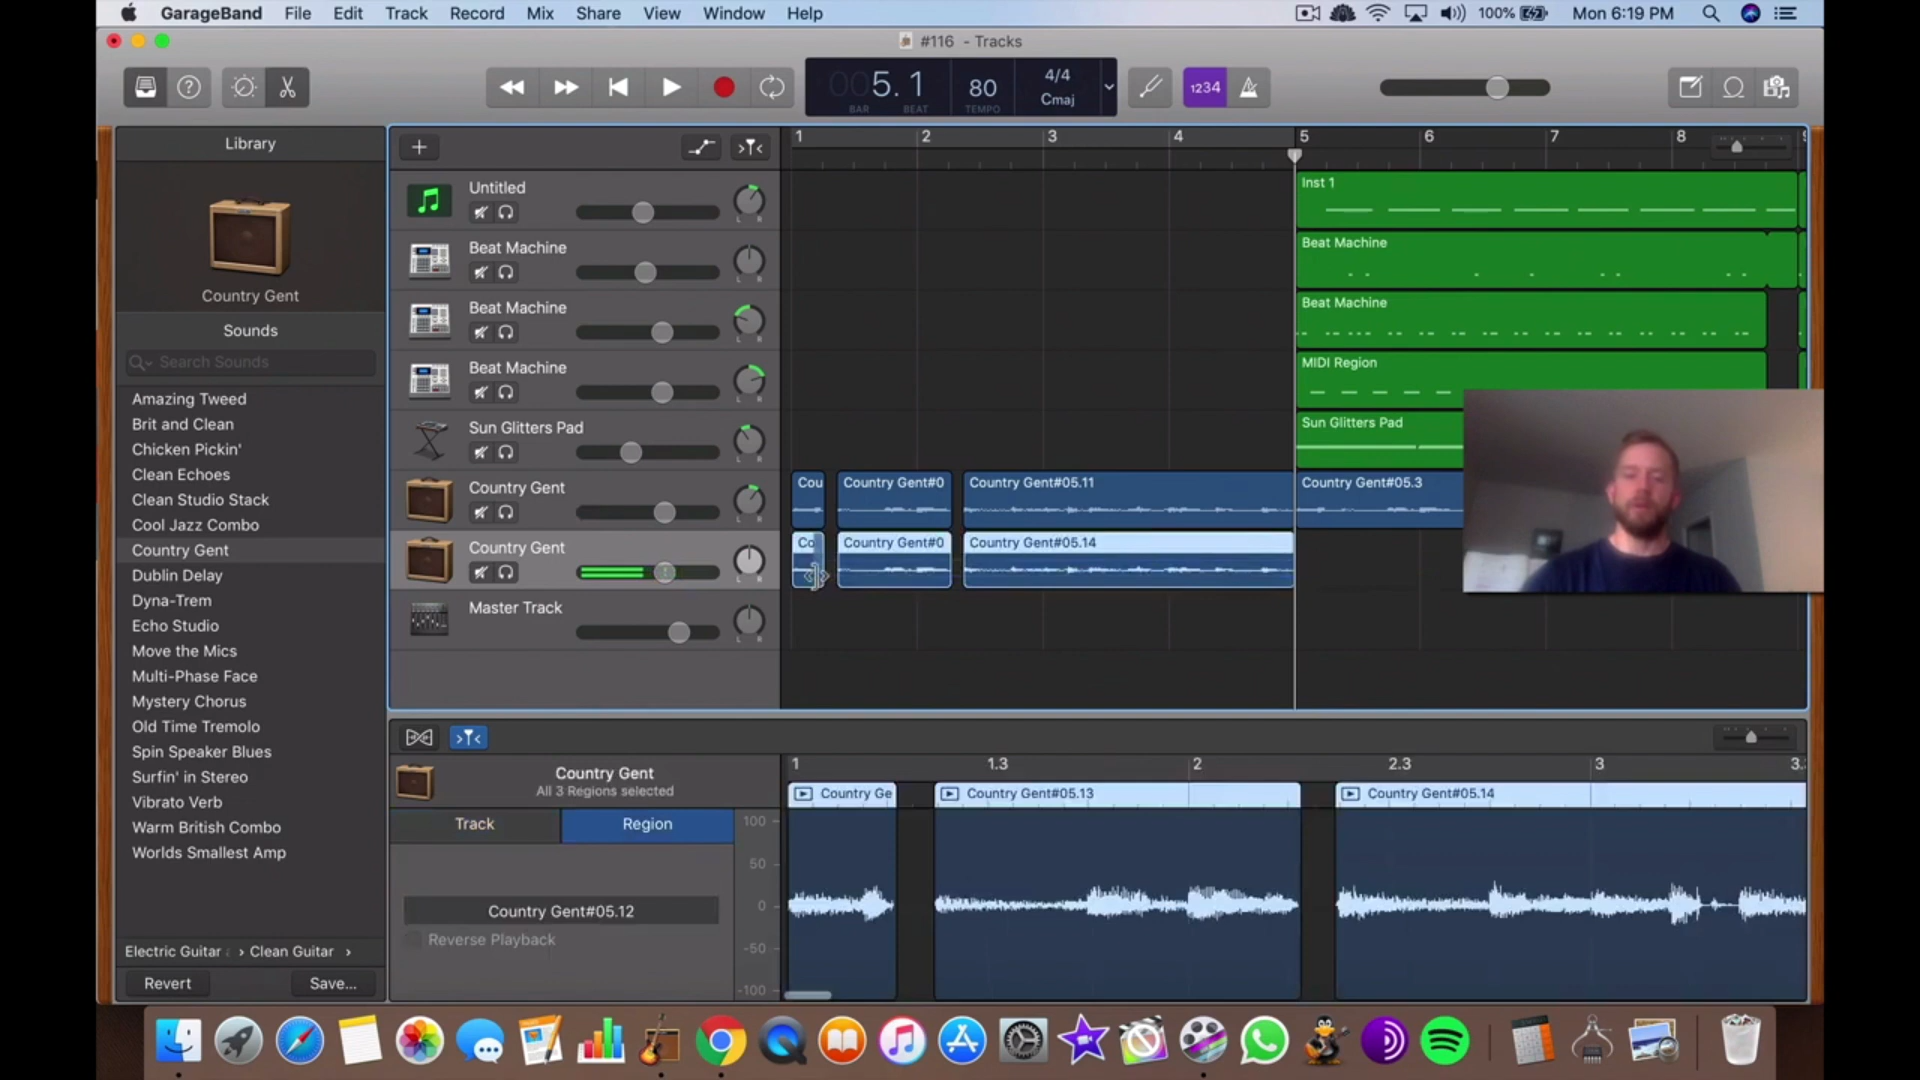 GarageBand File Edit Track Record Mix Share View Window Help 100% Mon 6:19 PM
#116 - Tracks
005.1 80 4/4 Cmaj 1234
BAR BEAT TEMPO
Library
Country Gent
Sounds
Search Sounds
Amazing Tweed
Brit and Clean
Chicken Pickin'
Clean Echoes
Clean Studio Stack
Cool Jazz Combo
Country Gent
Dublin Delay
Dyna-Trem
Echo Studio
Move the Mics
Multi-Phase Face
Mystery Chorus
Old Time Tremolo
Spin Speaker Blues
Surfin' in Stereo
Vibrato Verb
Warm British Combo
Worlds Smallest Amp
Electric Guitar › Clean Guitar ›
Revert Save...
1 2 3 4 5 6 7 8
Untitled
L R
Beat Machine
L R
Beat Machine
L R
Beat Machine
L R
Sun Glitters Pad
L R
Country Gent
L R
Country Gent
L R
Master Track
L R
Inst 1
Beat Machine
Beat Machine
MIDI Region
Sun Glitters Pad
Cou Country Gent#0 Country Gent#05.11 Country Gent#05.3
Co Country Gent#0 Country Gent#05.14
1 1.3 2 2.3 3 3.
Country Gent
All 3 Regions selected
Track Region
Country Gent#05.12
Reverse Playback
100
50
0
-50
-100
Country Ge Country Gent#05.13 Country Gent#05.14